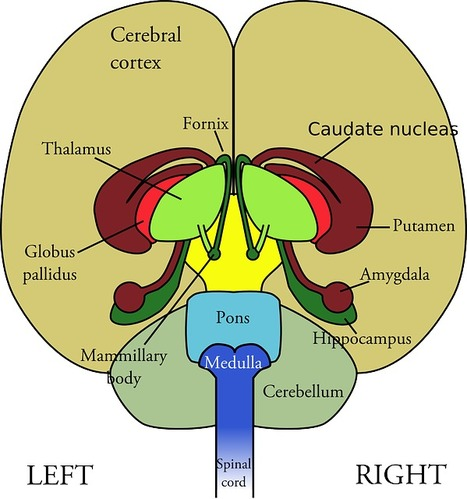 Cerebral
cortex
Fornix
Caudate nucleas
Thalamus
Putamen
Globus
pallidus
Amygdala
Pons
Hippocampus
Mammillary
body
Medulla
Cerebellum
Spinal
cord
LEFT
RIGHT